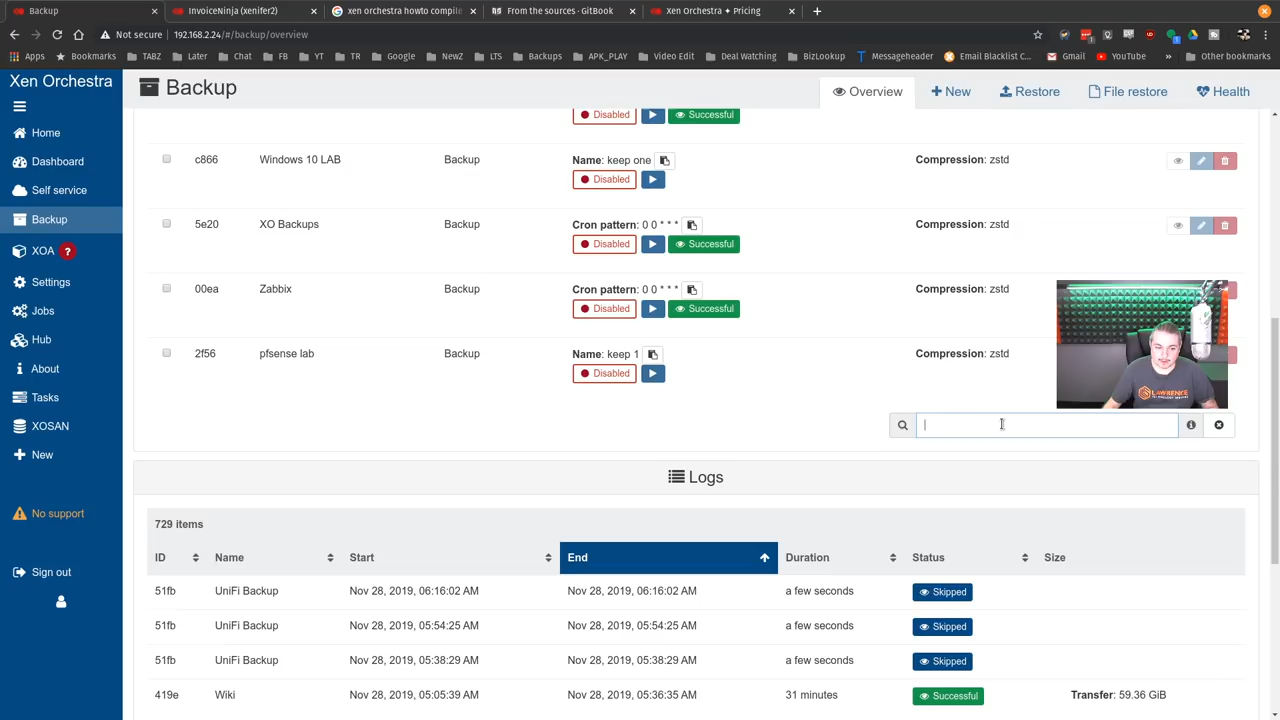 Backup
InvoiceNinja (xenifer2)
xen orchestra howto com
From the sources - GitBook
Xen Orchestra ✦ Pricing
Not secure | 192.168.2.24/#/backup/overview
Apps
Bookmarks
TABZ
Later
Chat
FB
YT
TR
Google
NewZ
LTS
Backups
APK_PLAY
Video Edit
Deal Watching
BizLookup
Messageheader
Email Blacklist C...
Gmail
YouTube
»
Other bookmarks
Xen Orchestra
Home
Dashboard
Self service
Backup
XOA ?
Settings
Jobs
Hub
About
Tasks
XOSAN
New
No support
Sign out
Backup
Overview
New
Restore
File restore
Health
Disabled Successful
c866 Windows 10 LAB Backup Name: keep one Compression: zstd
Disabled
5e20 XO Backups Backup Cron pattern: 0 0 * * * Compression: zstd
Disabled Successful
00ea Zabbix Backup Cron pattern: 0 0 * * * Compression: zstd
Disabled Successful
2f56 pfsense lab Backup Name: keep 1 Compression: zstd
Disabled
LAWRENCE
Logs
729 items
ID Name Start End Duration Status Size
51fb UniFi Backup Nov 28, 2019, 06:16:02 AM Nov 28, 2019, 06:16:02 AM a few seconds Skipped
51fb UniFi Backup Nov 28, 2019, 05:54:25 AM Nov 28, 2019, 05:54:25 AM a few seconds Skipped
51fb UniFi Backup Nov 28, 2019, 05:38:29 AM Nov 28, 2019, 05:38:29 AM a few seconds Skipped
419e Wiki Nov 28, 2019, 05:05:39 AM Nov 28, 2019, 05:36:35 AM 31 minutes Successful Transfer: 59.36 GiB